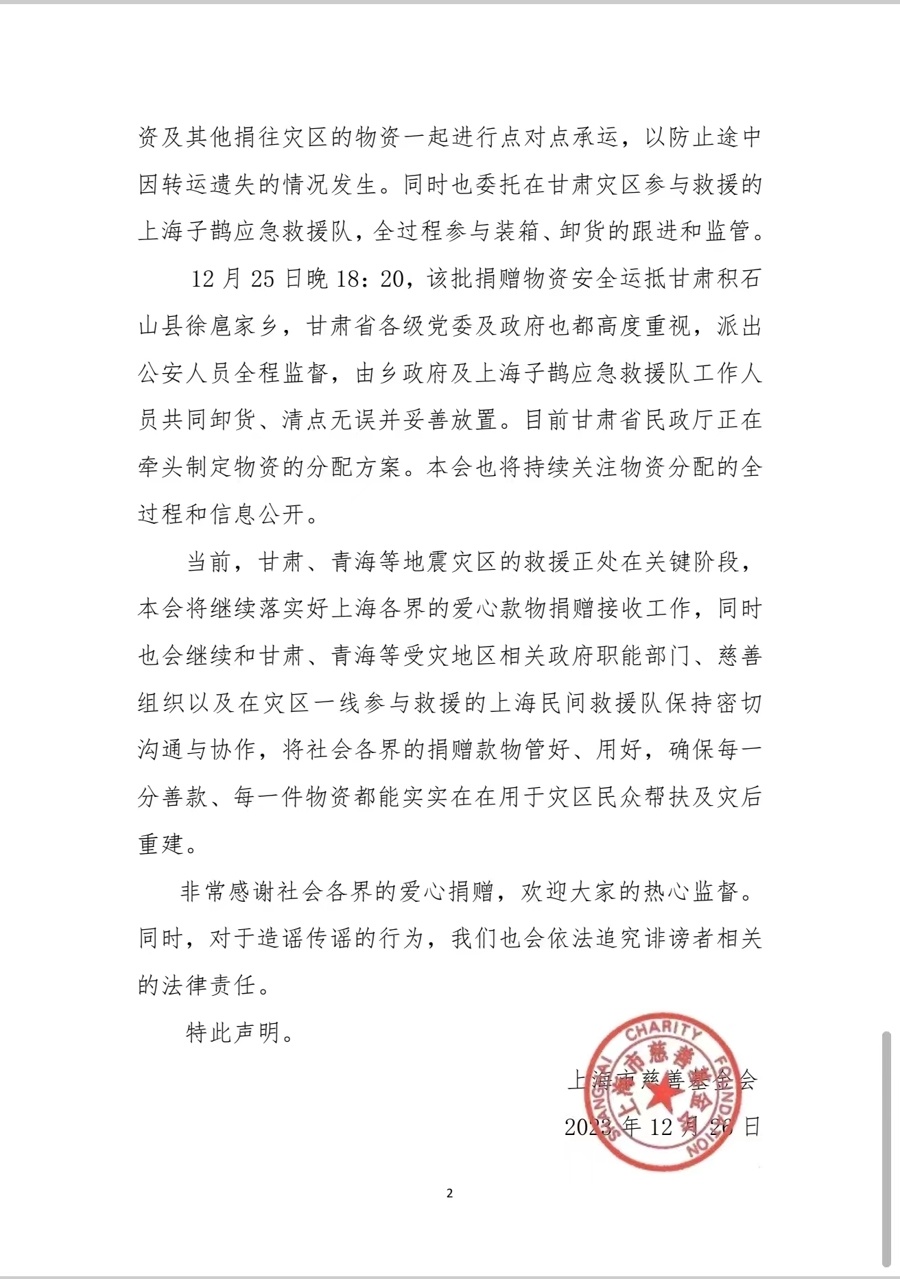 资及其他捐往灾区的物资一起进行点对点承运，以防止途中
因转运遗失的情况发生。同时也委托在甘肃灾区参与救援的
上海子鹊应急救援队，全过程参与装箱、卸货的跟进和监管。
12月25日晚18：20，该批捐赠物资安全运抵甘肃积石
山县徐扈家乡，甘肃省各级党委及政府也都高度重视，派出
公安人员全程监督，由乡政府及上海子鹊应急救援队工作人
员共同卸货、清点无误并妥善放置。目前甘肃省民政厅正在
牵头制定物资的分配方案。本会也将持续关注物资分配的全
过程和信息公开。
当前，甘肃、青海等地震灾区的救援正处在关键阶段，
本会将继续落实好上海各界的爱心款物捐赠接收工作，同时
也会继续和甘肃、青海等受灾地区相关政府职能部门、慈善
组织以及在灾区一线参与救援的上海民间救援队保持密切
沟通与协作，将社会各界的捐赠款物管好、用好，确保每一
分善款、每一件物资都能实实在在用于灾区民众帮扶及灾后
重建。
非常感谢社会各界的爱心捐赠，欢迎大家的热心监督。
同时，对于造谣传谣的行为，我们也会依法追究诽谤者相关
的法律责任。
特此声明。
上海市慈善基金会
2023年12月26日
SHANGHAI CHARITY FOUNDATION
上海市慈善基金会
2